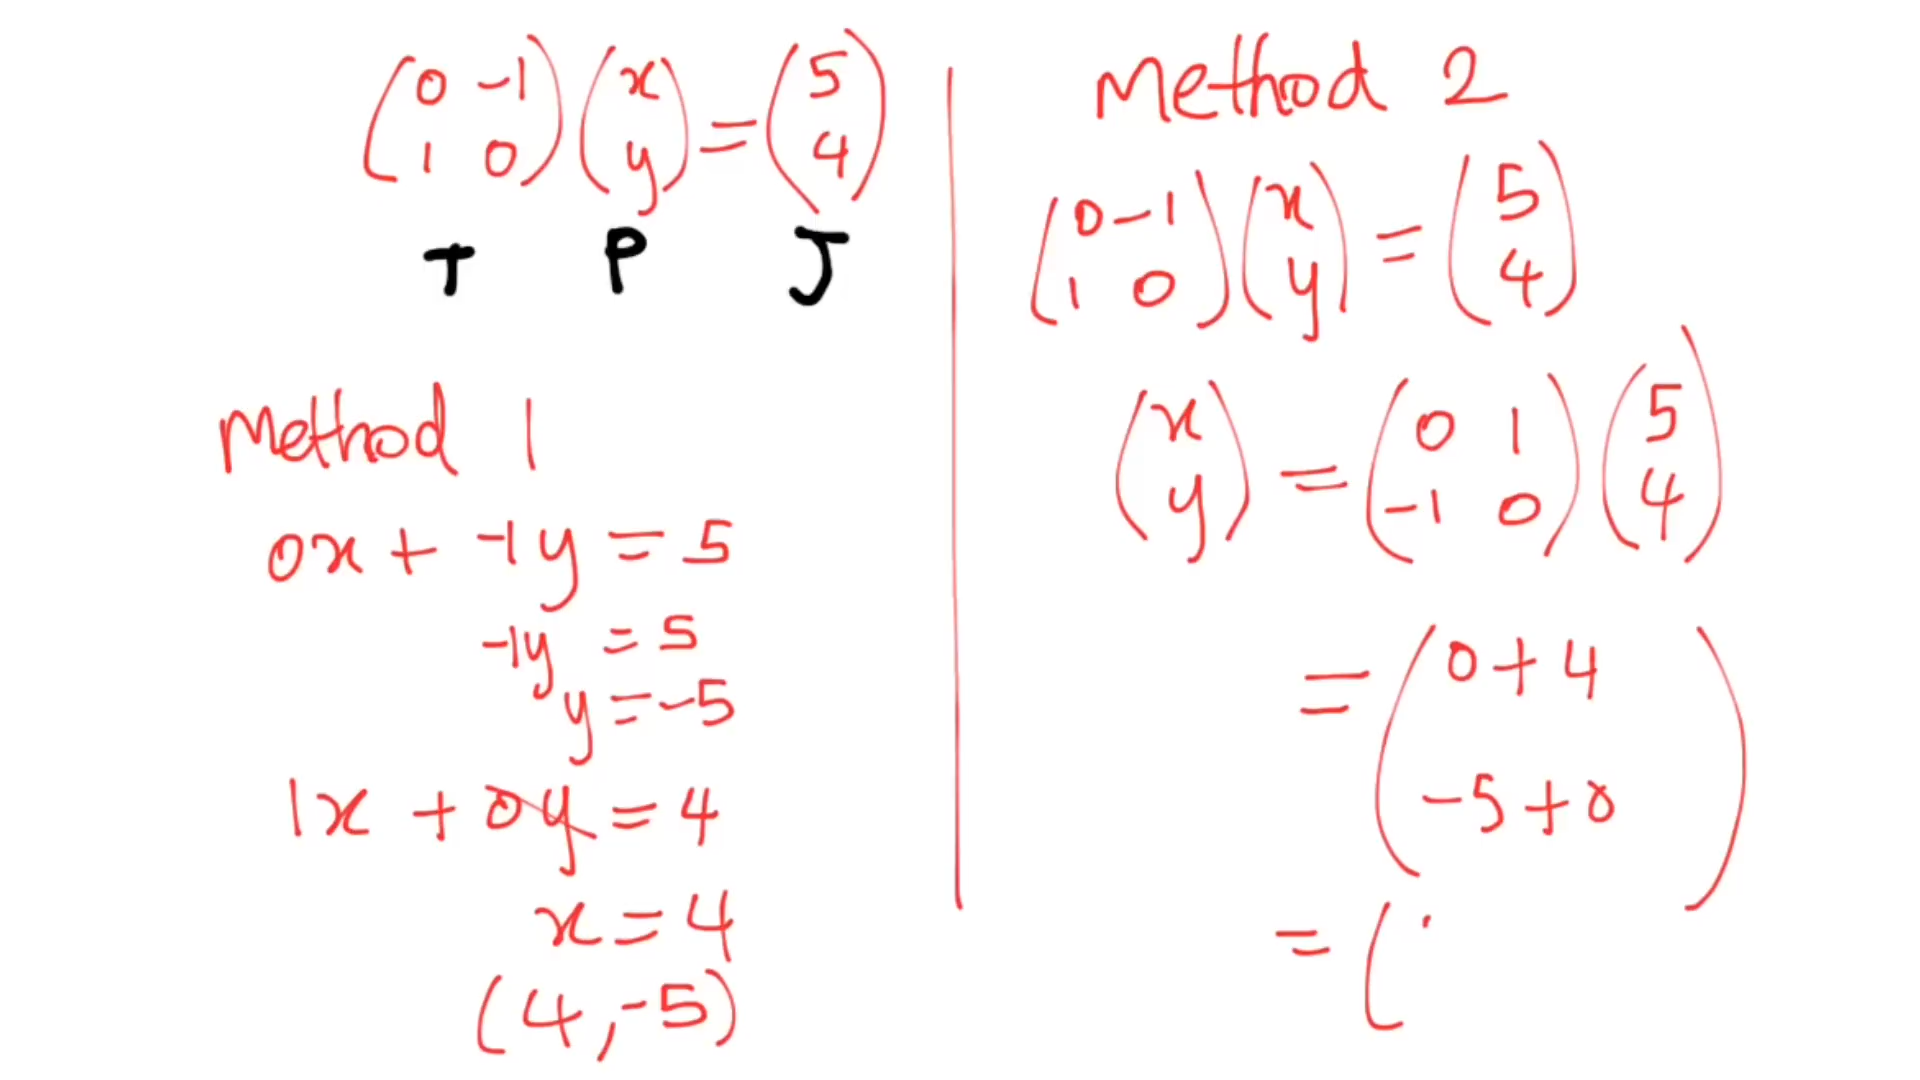 (0 -1) (x) = (5)
(1 0) (y) (4)
T P J
Method 1
0x + -1y = 5
-1y = 5
y = -5
1x + 0y = 4
x = 4
(4, -5)
Method 2
(0 -1) (x) = (5)
(1 0) (y) (4)
(x) = (0 1) (5)
(y) (-1 0) (4)
= (0 + 4)
(-5 + 0)
= (